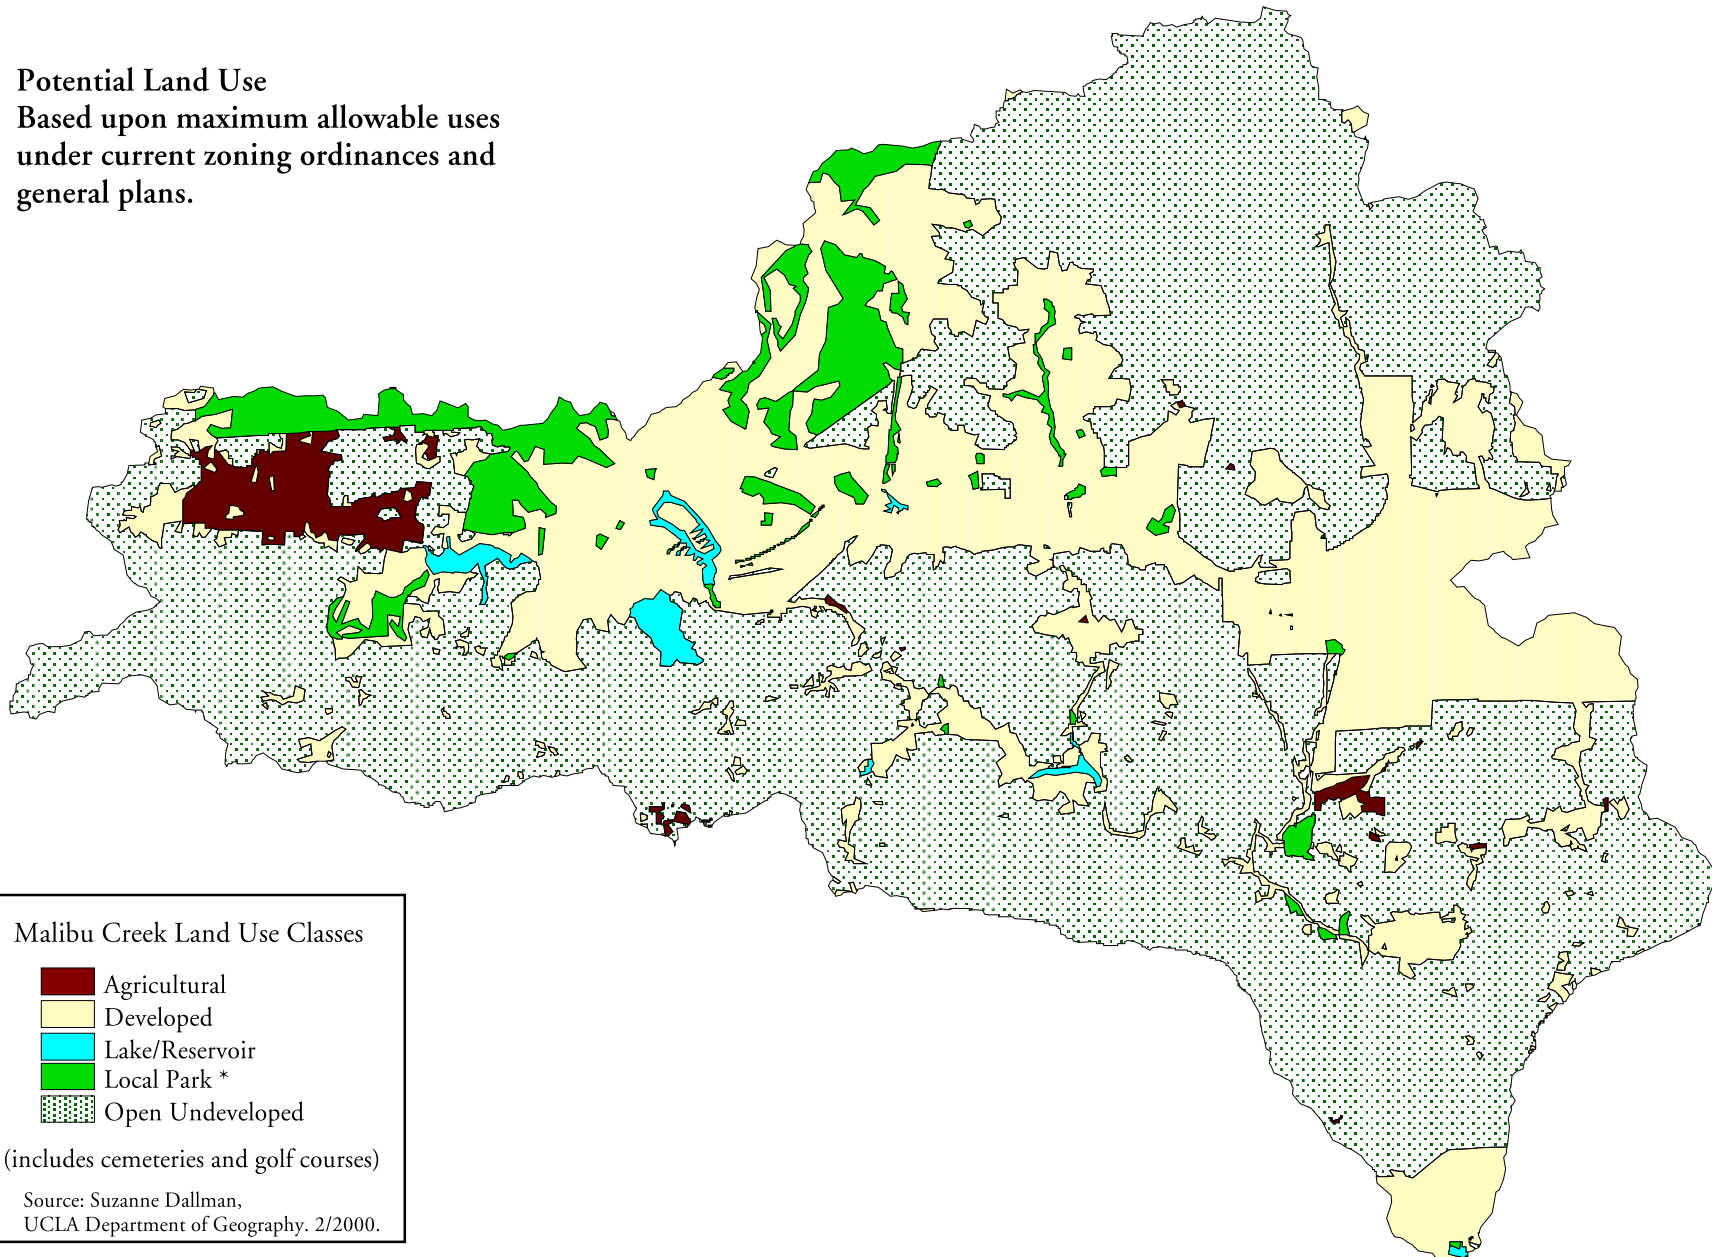 Potential Land Use
Based upon maximum allowable uses
under current zoning ordinances and
general plans.
Malibu Creek Land Use Classes
Agricultural
Developed
Lake/Reservoir
Local Park *
Open Undeveloped
(includes cemeteries and golf courses)
Source: Suzanne Dallman,
UCLA Department of Geography. 2/2000.